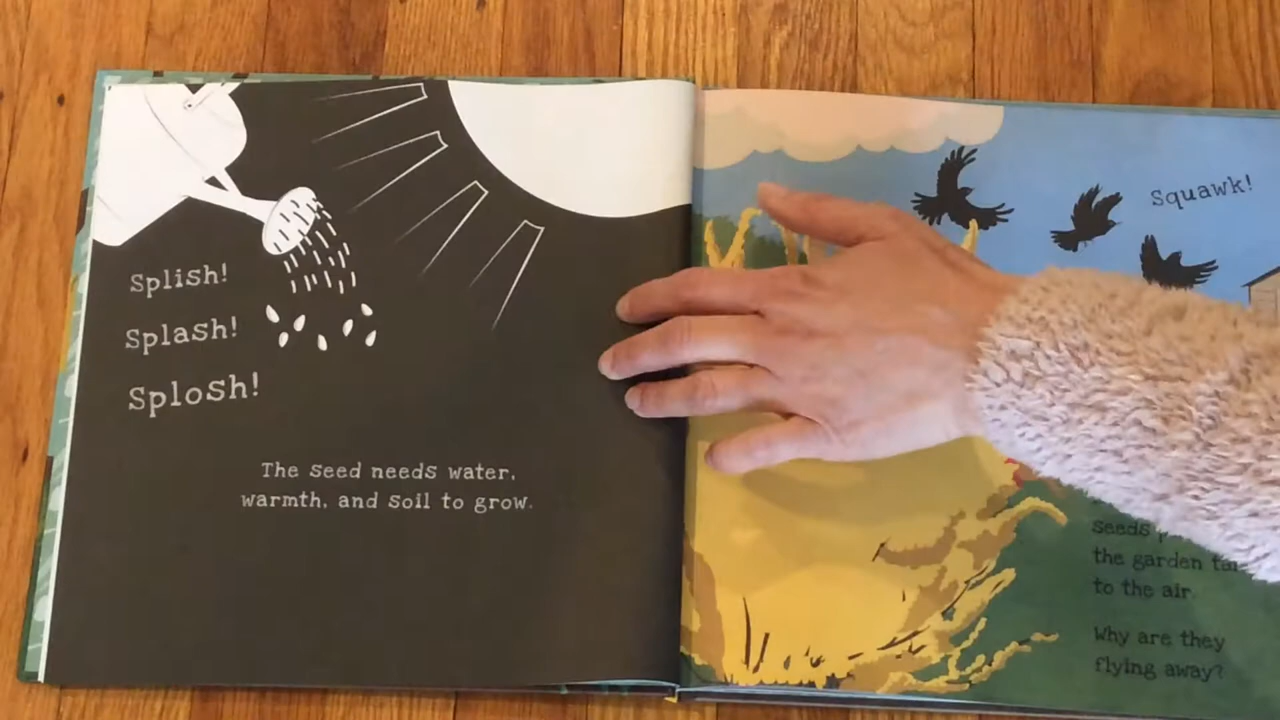 Splish!
Splash!
Splosh!
The seed needs water,
warmth, and soil to grow.
Squawk!
seeds
the garden
to the air.
Why are they
flying away?